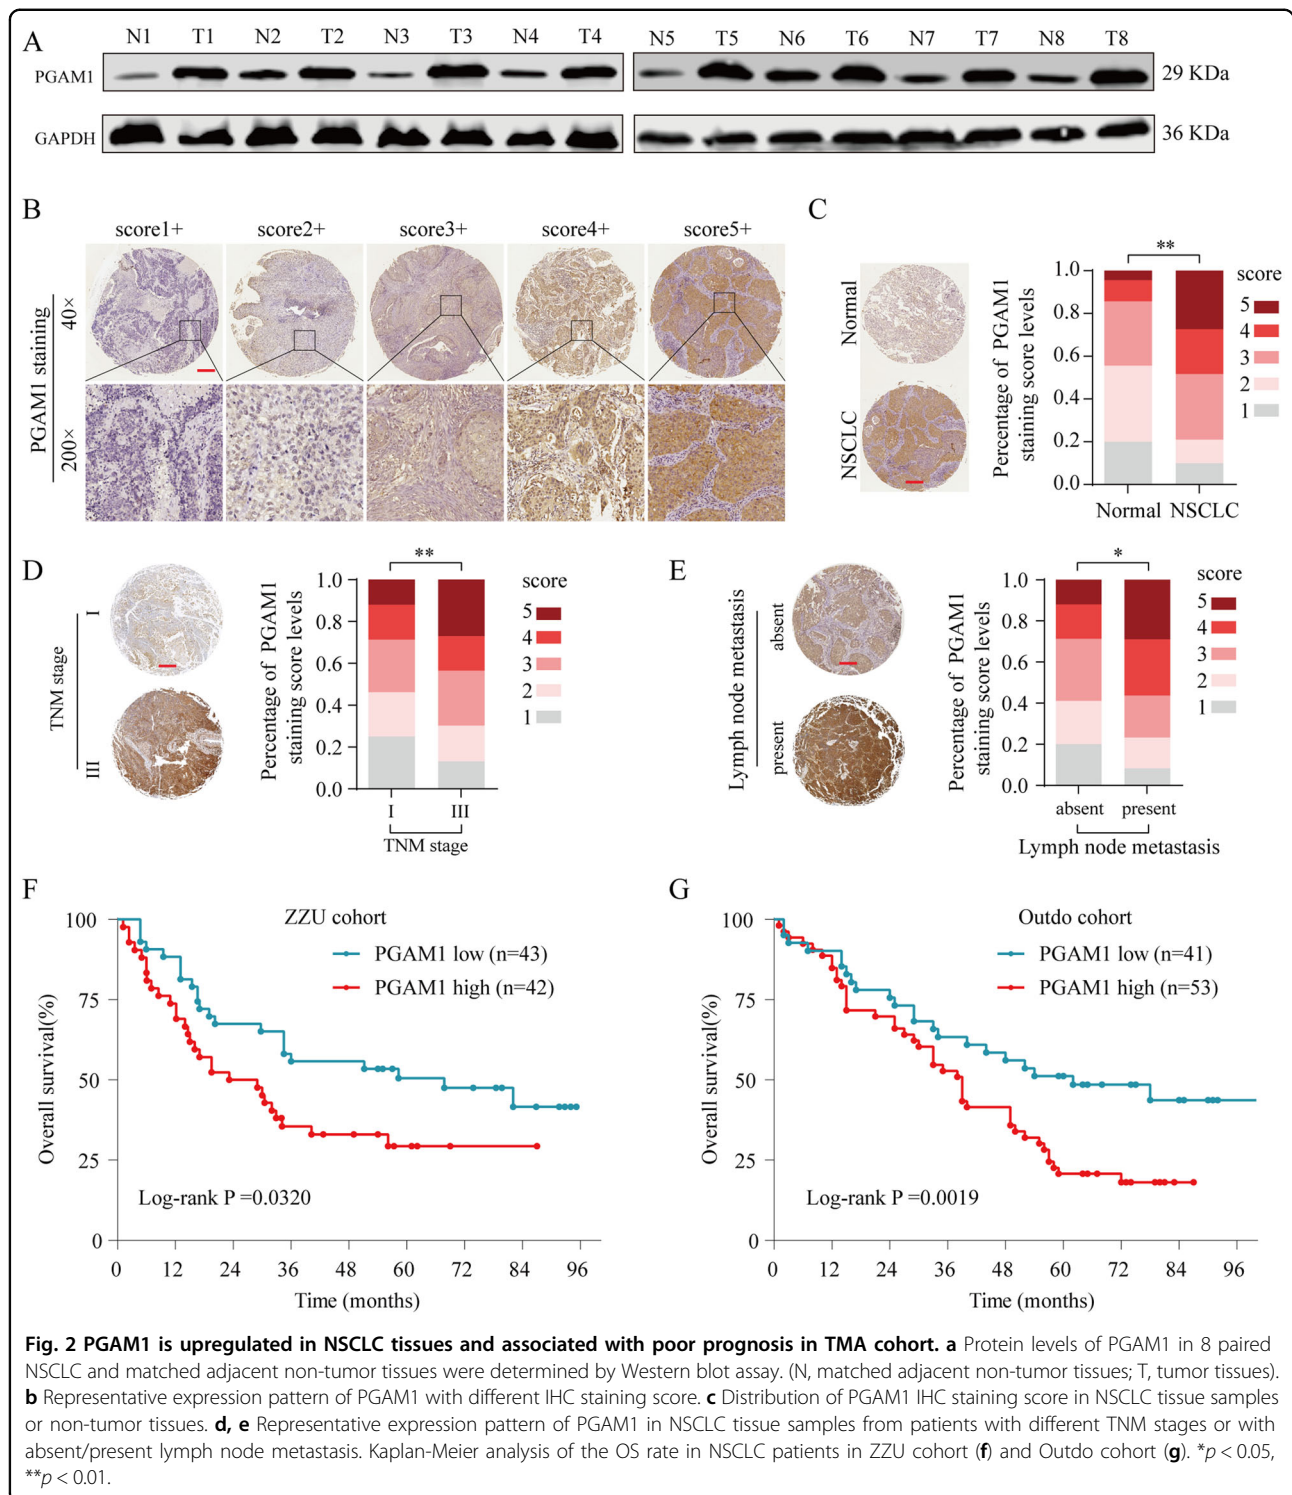 A
N1 T1 N2 T2 N3 T3 N4 T4 N5 T5 N6 T6 N7 T7 N8 T8
PGAM1 29 KDa
GAPDH 36 KDa
B
score1+ score2+ score3+ score4+ score5+
PGAM1 staining
40×
200×
C
Normal
NSCLC
Percentage of PGAM1
staining score levels
**
1.0
0.8
0.6
0.4
0.2
0.0
Normal NSCLC
score
5
4
3
2
1
D
TNM stage
I
III
Percentage of PGAM1
staining score levels
**
1.0
0.8
0.6
0.4
0.2
0.0
I III
TNM stage
score
5
4
3
2
1
E
Lymph node metastasis
absent
present
Percentage of PGAM1
staining score levels
*
1.0
0.8
0.6
0.4
0.2
0.0
absent present
Lymph node metastasis
score
5
4
3
2
1
F
ZZU cohort
PGAM1 low (n=43)
PGAM1 high (n=42)
Overall survival(%)
100
75
50
25
0
Log-rank P =0.0320
0 12 24 36 48 60 72 84 96
Time (months)
G
Outdo cohort
PGAM1 low (n=41)
PGAM1 high (n=53)
Overall survival(%)
100
75
50
25
0
Log-rank P =0.0019
0 12 24 36 48 60 72 84 96
Time (months)
Fig. 2 PGAM1 is upregulated in NSCLC tissues and associated with poor prognosis in TMA cohort. a Protein levels of PGAM1 in 8 paired
NSCLC and matched adjacent non-tumor tissues were determined by Western blot assay. (N, matched adjacent non-tumor tissues; T, tumor tissues).
b Representative expression pattern of PGAM1 with different IHC staining score. c Distribution of PGAM1 IHC staining score in NSCLC tissue samples
or non-tumor tissues. d, e Representative expression pattern of PGAM1 in NSCLC tissue samples from patients with different TNM stages or with
absent/present lymph node metastasis. Kaplan-Meier analysis of the OS rate in NSCLC patients in ZZU cohort (f) and Outdo cohort (g). *p < 0.05,
**p < 0.01.